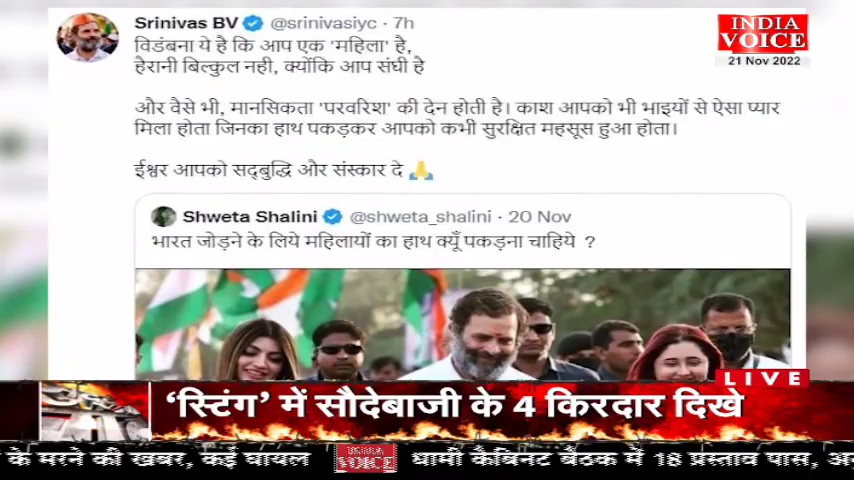 Srinivas BV @srinivasiyc · 7h
विडंबना ये है कि आप एक 'महिला' है,
हैरानी बिल्कुल नही, क्योंकि आप संघी है
और वैसे भी, मानसिकता 'परवरिश' की देन होती है। काश आपको भी भाइयों से ऐसा प्यार
मिला होता जिनका हाथ पकड़कर आपको कभी सुरक्षित महसूस हुआ होता।
ईश्वर आपको सद्बुद्धि और संस्कार दे 🙏
Shweta Shalini @shweta_shalini · 20 Nov
भारत जोड़ने के लिये महिलायों का हाथ क्यूँ पकड़ना चाहिये ?
INDIA
VOICE
21 Nov 2022
LIVE
'स्टिंग' में सौदेबाजी के 4 किरदार दिखे
के मरने की खबर, कई घायल INDIA VOICE धामी कैबिनेट बैठक में 18 प्रस्ताव पास,